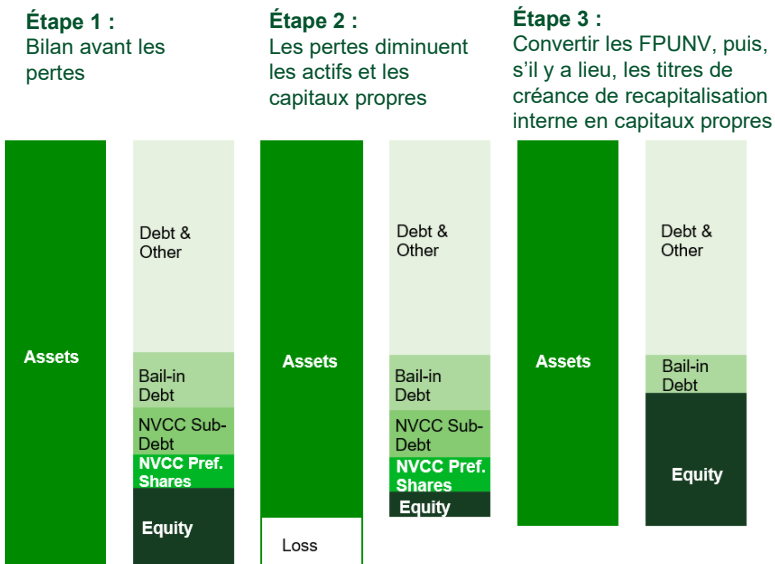 Étape 1 :
Bilan avant les
pertes
Étape 2 :
Les pertes diminuent
les actifs et les
capitaux propres
Étape 3 :
Convertir les FPUNV, puis,
s'il y a lieu, les titres de
créance de recapitalisation
interne en capitaux propres
Assets
Debt &
Other
Bail-in
Debt
NVCC Sub-
Debt
NVCC Pref.
Shares
Equity
Assets
Loss
Debt &
Other
Bail-in
Debt
NVCC Sub-
Debt
NVCC Pref.
Shares
Equity
Assets
Debt &
Other
Bail-in
Debt
Equity